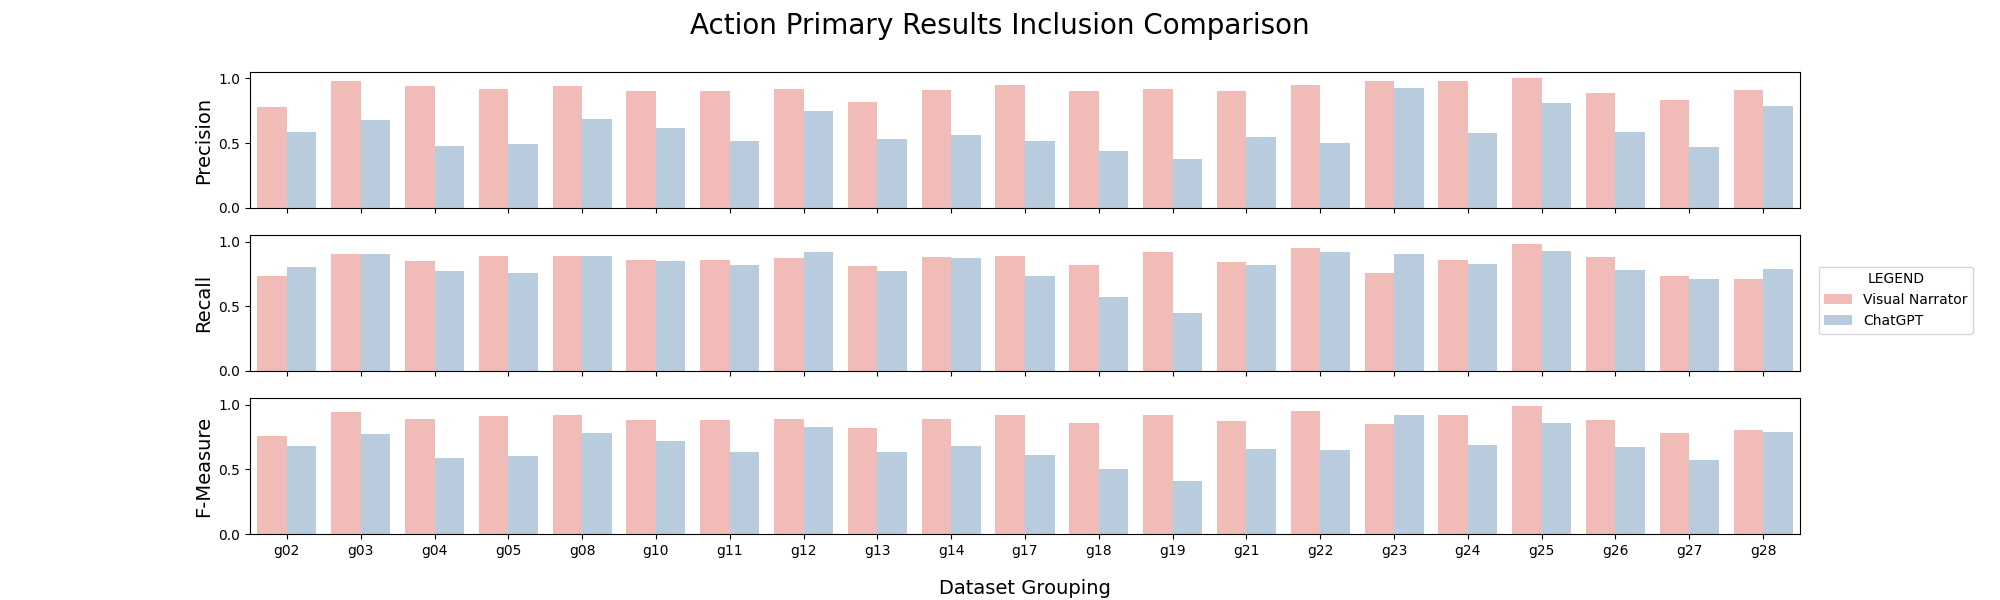 Action Primary Results Inclusion Comparison
1.0
0.5
0.0
Precision
1.0
0.5
0.0
Recall
1.0
0.5
0.0
F-Measure
g02 g03 g04 g05 g08 g10 g11 g12 g13 g14 g17 g18 g19 g21 g22 g23 g24 g25 g26 g27 g28
Dataset Grouping
LEGEND
Visual Narrator
ChatGPT